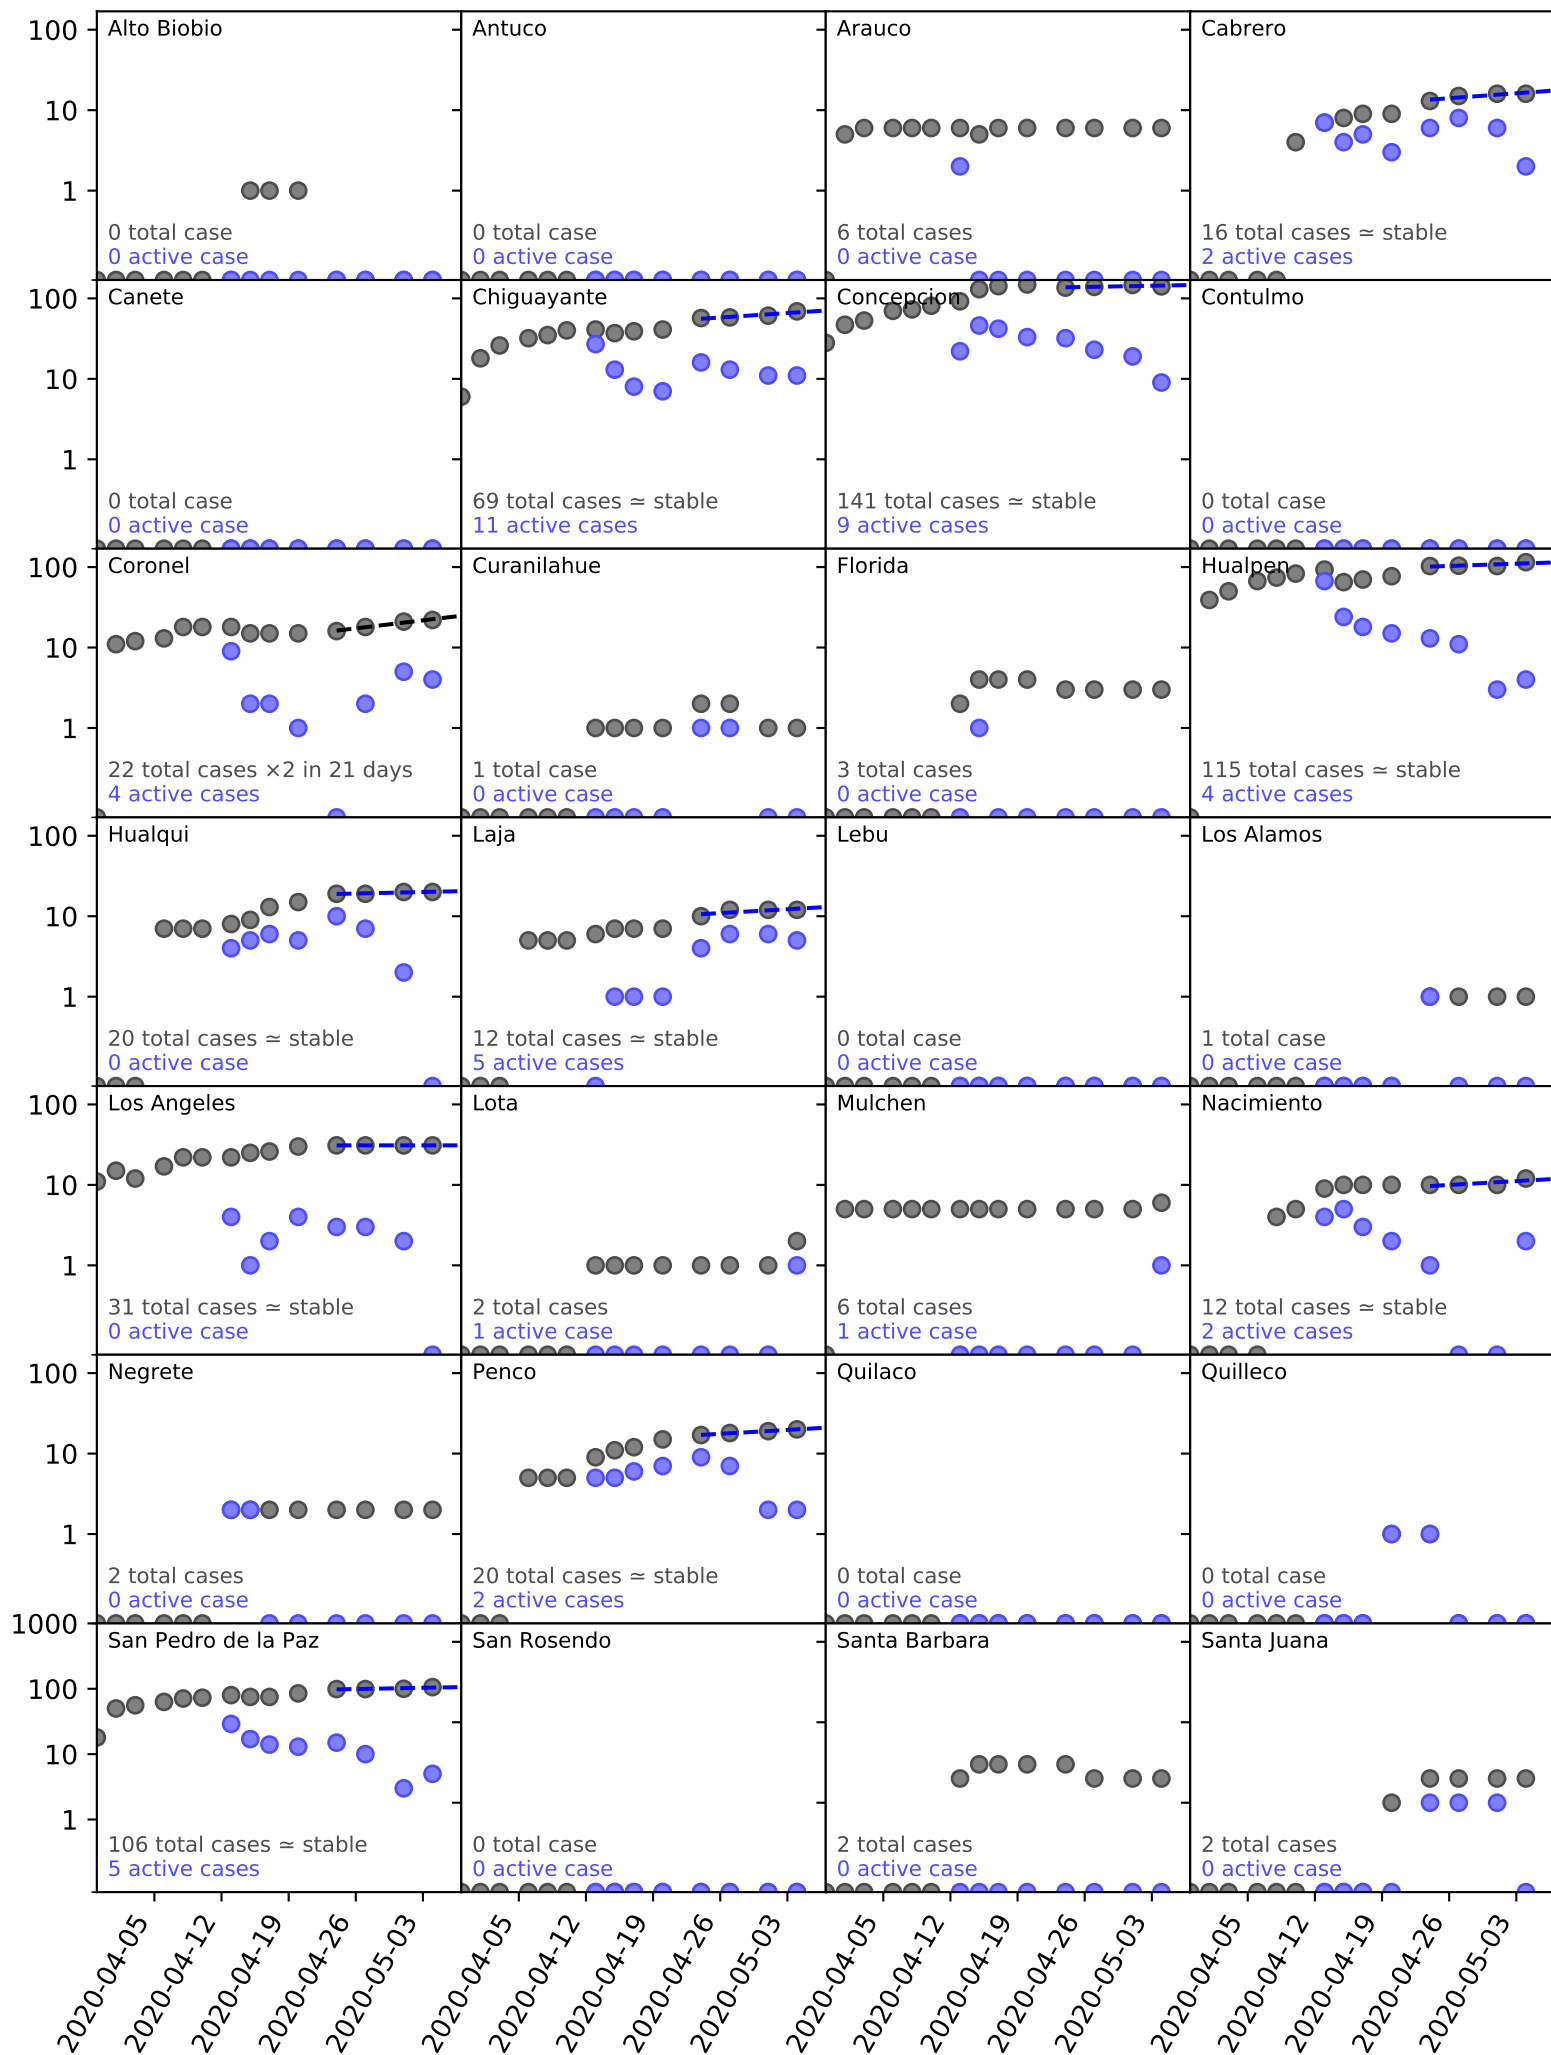 100
10
1
Alto Biobio
0 total case
0 active case
Antuco
0 total case
0 active case
Arauco
6 total cases
0 active case
Cabrero
16 total cases ≃ stable
2 active cases
100
10
1
Canete
0 total case
0 active case
Chiguayante
69 total cases ≃ stable
11 active cases
Concepcion
141 total cases ≃ stable
9 active cases
Contulmo
0 total case
0 active case
100
10
1
Coronel
22 total cases ×2 in 21 days
4 active cases
Curanilahue
1 total case
0 active case
Florida
3 total cases
0 active case
Hualpen
115 total cases ≃ stable
4 active cases
100
10
1
Hualqui
20 total cases ≃ stable
0 active case
Laja
12 total cases ≃ stable
5 active cases
Lebu
0 total case
0 active case
Los Alamos
1 total case
0 active case
100
10
1
Los Angeles
31 total cases ≃ stable
0 active case
Lota
2 total cases
1 active case
Mulchen
6 total cases
1 active case
Nacimiento
12 total cases ≃ stable
2 active cases
100
10
1
Negrete
2 total cases
0 active case
Penco
20 total cases ≃ stable
2 active cases
Quilaco
0 total case
0 active case
Quilleco
0 total case
0 active case
1000
100
10
1
San Pedro de la Paz
106 total cases ≃ stable
5 active cases
San Rosendo
0 total case
0 active case
Santa Barbara
2 total cases
0 active case
Santa Juana
2 total cases
0 active case
2020-04-05
2020-04-12
2020-04-19
2020-04-26
2020-05-03
2020-04-05
2020-04-12
2020-04-19
2020-04-26
2020-05-03
2020-04-05
2020-04-12
2020-04-19
2020-04-26
2020-05-03
2020-04-05
2020-04-12
2020-04-19
2020-04-26
2020-05-03